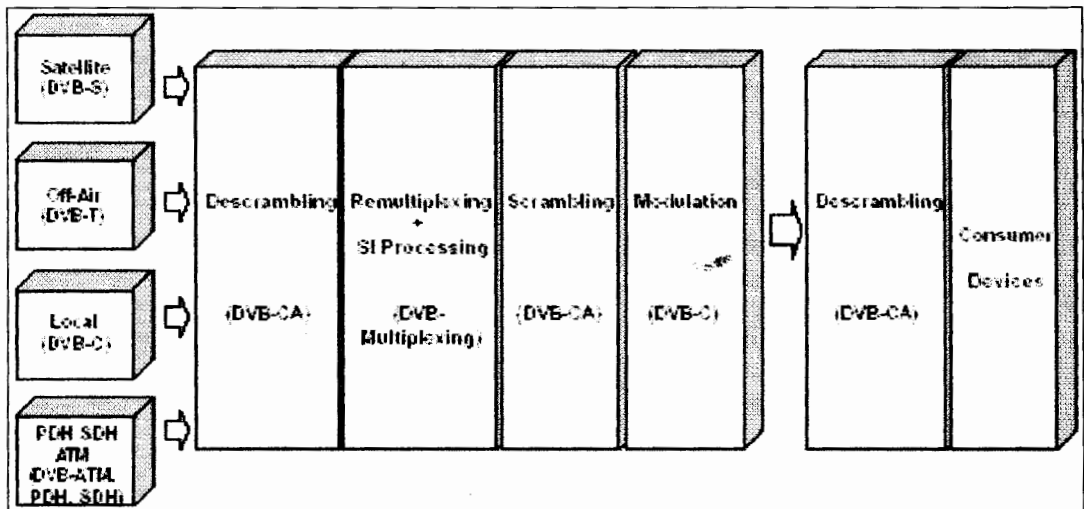 Satellite
(DVB-S)
Off-Air
(DVB-T)
Local
(DVB-C)
PDH, SDH
ATM
(DVB-ATM,
PDH, SDH)
Descrambling
(DVB-CA)
Remultiplexing
+
SI Processing
(DVB-
Multiplexing)
Scrambling
(DVB-CA)
Modulation
(DVB-C)
Descrambling
(DVB-CA)
Consumer
Devices